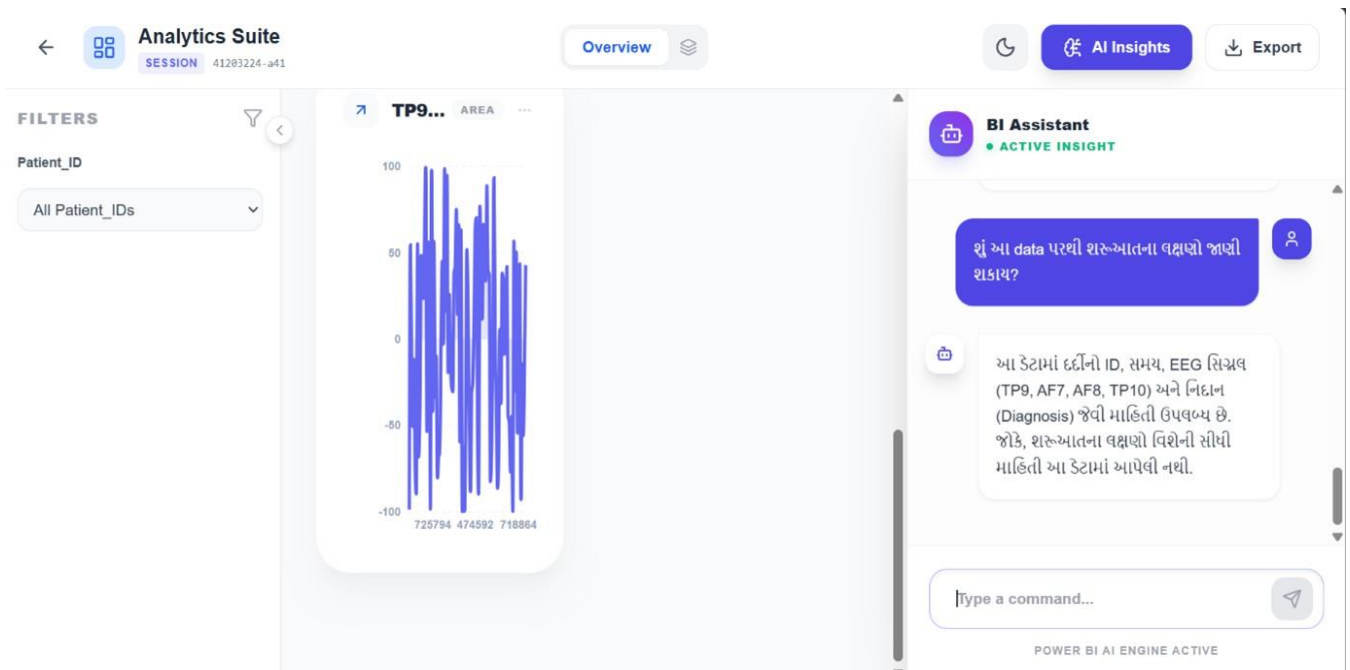 Analytics Suite
SESSION 41203224-a41
Overview
AI Insights
Export
FILTERS
Patient_ID
All Patient_IDs
TP9... AREA ...
100
50
0
-50
-100
725794 474592 718864
BI Assistant
ACTIVE INSIGHT
શું આ data પરથી શરૂઆતના લક્ષણો જાણી
શકાય?
આ ડેટામાં દર્દીનો ID, સમય, EEG સિગ્નલ
(TP9, AF7, AF8, TP10) અને નિદાન
(Diagnosis) જેવી માહિતી ઉપલબ્ધ છે.
જોકે, શરૂઆતના લક્ષણો વિશેની સીધી
માહિતી આ ડેટામાં આપેલી નથી.
Type a command...
POWER BI AI ENGINE ACTIVE